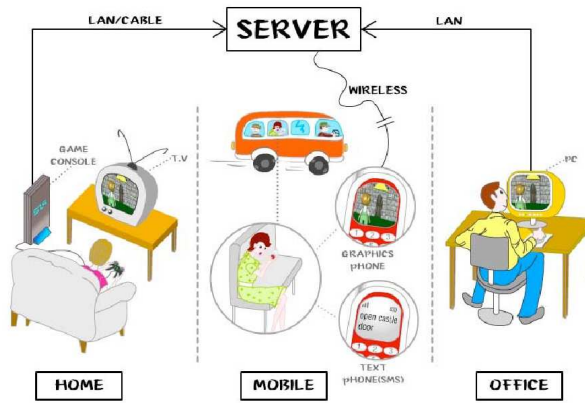 LAN/CABLE
SERVER
LAN
WIRELESS
GAME
CONSOLE
T.V
PC
GRAPHICS
PHONE
open castle
door
TEXT
PHONE(SMS)
HOME
MOBILE
OFFICE